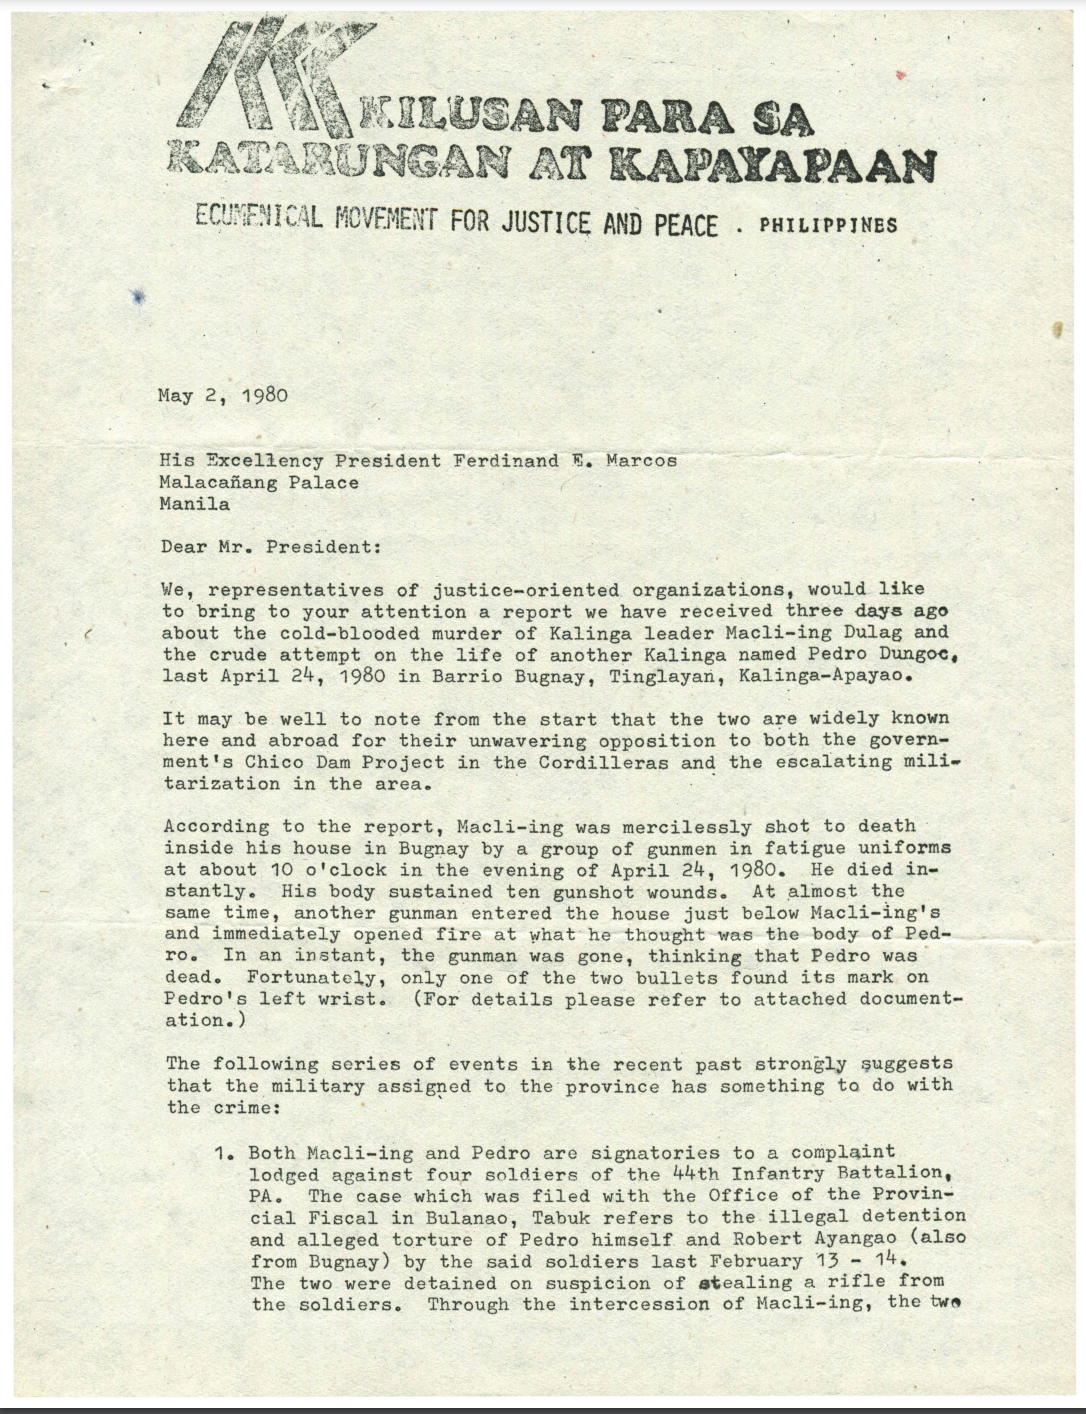 KILUSAN PARA SA
KATARUNGAN AT KAPAYAPAAN
ECUMENICAL MOVEMENT FOR JUSTICE AND PEACE . PHILIPPINES
May 2, 1980
His Excellency President Ferdinand E. Marcos
Malacañang Palace
Manila
Dear Mr. President:
We, representatives of justice-oriented organizations, would like
to bring to your attention a report we have received three days ago
about the cold-blooded murder of Kalinga leader Macli-ing Dulag and
the crude attempt on the life of another Kalinga named Pedro Dungoc,
last April 24, 1980 in Barrio Bugnay, Tinglayan, Kalinga-Apayao.
It may be well to note from the start that the two are widely known
here and abroad for their unwavering opposition to both the govern-
ment's Chico Dam Project in the Cordilleras and the escalating mili-
tarization in the area.
According to the report, Macli-ing was mercilessly shot to death
inside his house in Bugnay by a group of gunmen in fatigue uniforms
at about 10 o'clock in the evening of April 24, 1980.  He died in-
stantly.  His body sustained ten gunshot wounds.  At almost the
same time, another gunman entered the house just below Macli-ing's
and immediately opened fire at what he thought was the body of Ped-
ro.  In an instant, the gunman was gone, thinking that Pedro was
dead.  Fortunately, only one of the two bullets found its mark on
Pedro's left wrist.  (For details please refer to attached document-
ation.)
The following series of events in the recent past strongly suggests
that the military assigned to the province has something to do with
the crime:
1. Both Macli-ing and Pedro are signatories to a complaint
lodged against four soldiers of the 44th Infantry Battalion,
PA.  The case which was filed with the Office of the Provin-
cial Fiscal in Bulanao, Tabuk refers to the illegal detention
and alleged torture of Pedro himself and Robert Ayangao (also
from Bugnay) by the said soldiers last February 13 - 14.
The two were detained on suspicion of stealing a rifle from
the soldiers.  Through the intercession of Macli-ing, the two